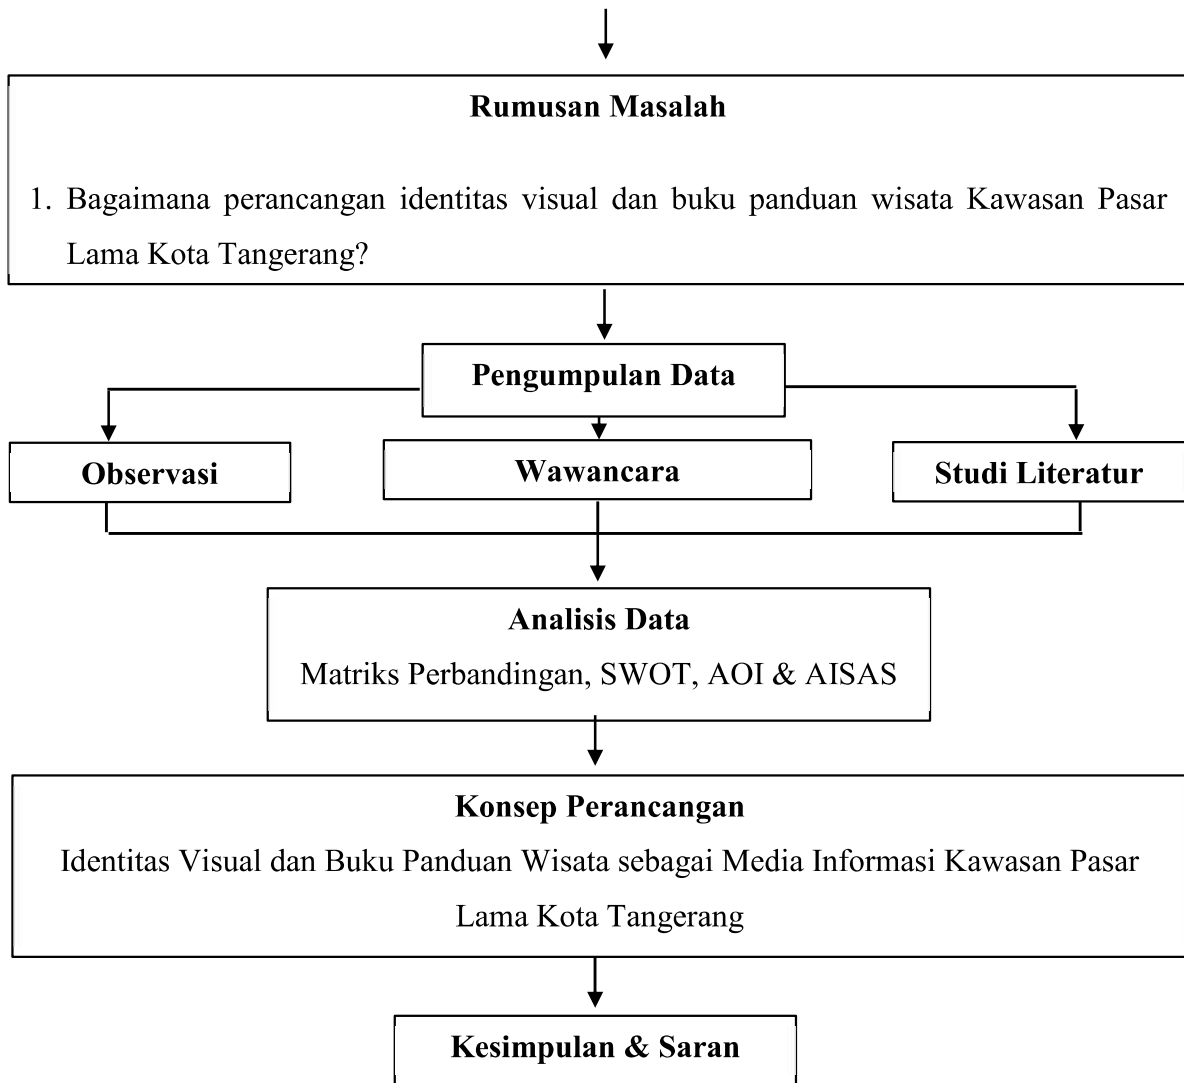 Rumusan Masalah
1. Bagaimana perancangan identitas visual dan buku panduan wisata Kawasan Pasar
Lama Kota Tangerang?
Pengumpulan Data
Observasi
Wawancara
Studi Literatur
Analisis Data
Matriks Perbandingan, SWOT, AOI & AISAS
Konsep Perancangan
Identitas Visual dan Buku Panduan Wisata sebagai Media Informasi Kawasan Pasar
Lama Kota Tangerang
Kesimpulan & Saran